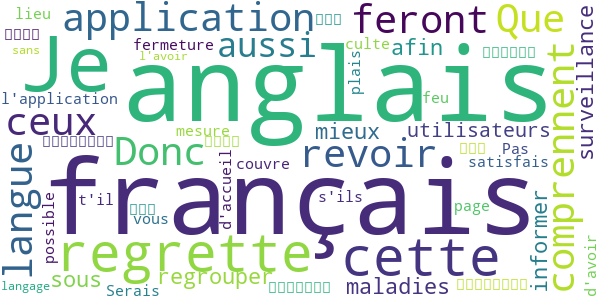 lieu
application
feront
Que
Je
aussi
fermeture
l'avoir
culte
afin
sans
anglais
plaîs
surveillance
l'application
feu
comprennent
ceux
mesure
mieux
utilisateurs
langue
Donc
revoir
Pas
satisfais
français
couvre
d'accueil
possible
t'il
s'ils
vous
page
informer
regrette
cette
d'avoir
sous
regrouper
maladies
langage
Serais